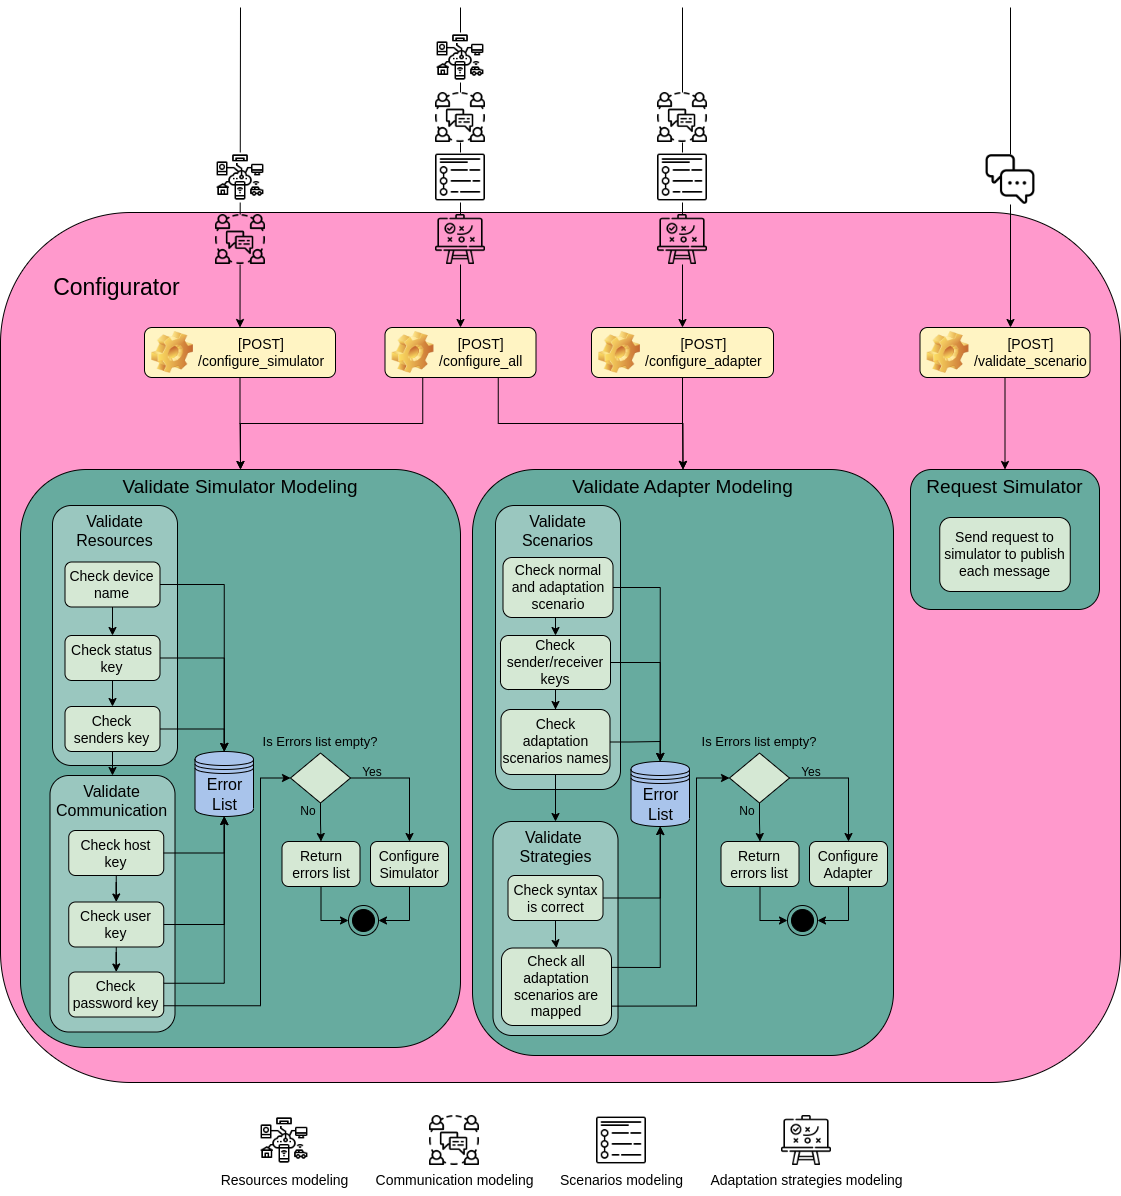 Configurator
[POST]
/configure_simulator
[POST]
/configure_all
[POST]
/configure_adapter
[POST]
/validate_scenario
Validate Simulator Modeling
Validate
Resources
Check device
name
Check status
key
Check
senders key
Validate
Communication
Check host
key
Check user
key
Check
password key
Error
List
Is Errors list empty?
Yes
No
Return
errors list
Configure
Simulator
Validate Adapter Modeling
Validate
Scenarios
Check normal
and adaptation
scenario
Check
sender/receiver
keys
Check
adaptation
scenarios names
Validate
Strategies
Check syntax
is correct
Check all
adaptation
scenarios are
mapped
Error
List
Is Errors list empty?
Yes
No
Return
errors list
Configure
Adapter
Request Simulator
Send request to
simulator to publish
each message
Resources modeling
Communication modeling
Scenarios modeling
Adaptation strategies modeling